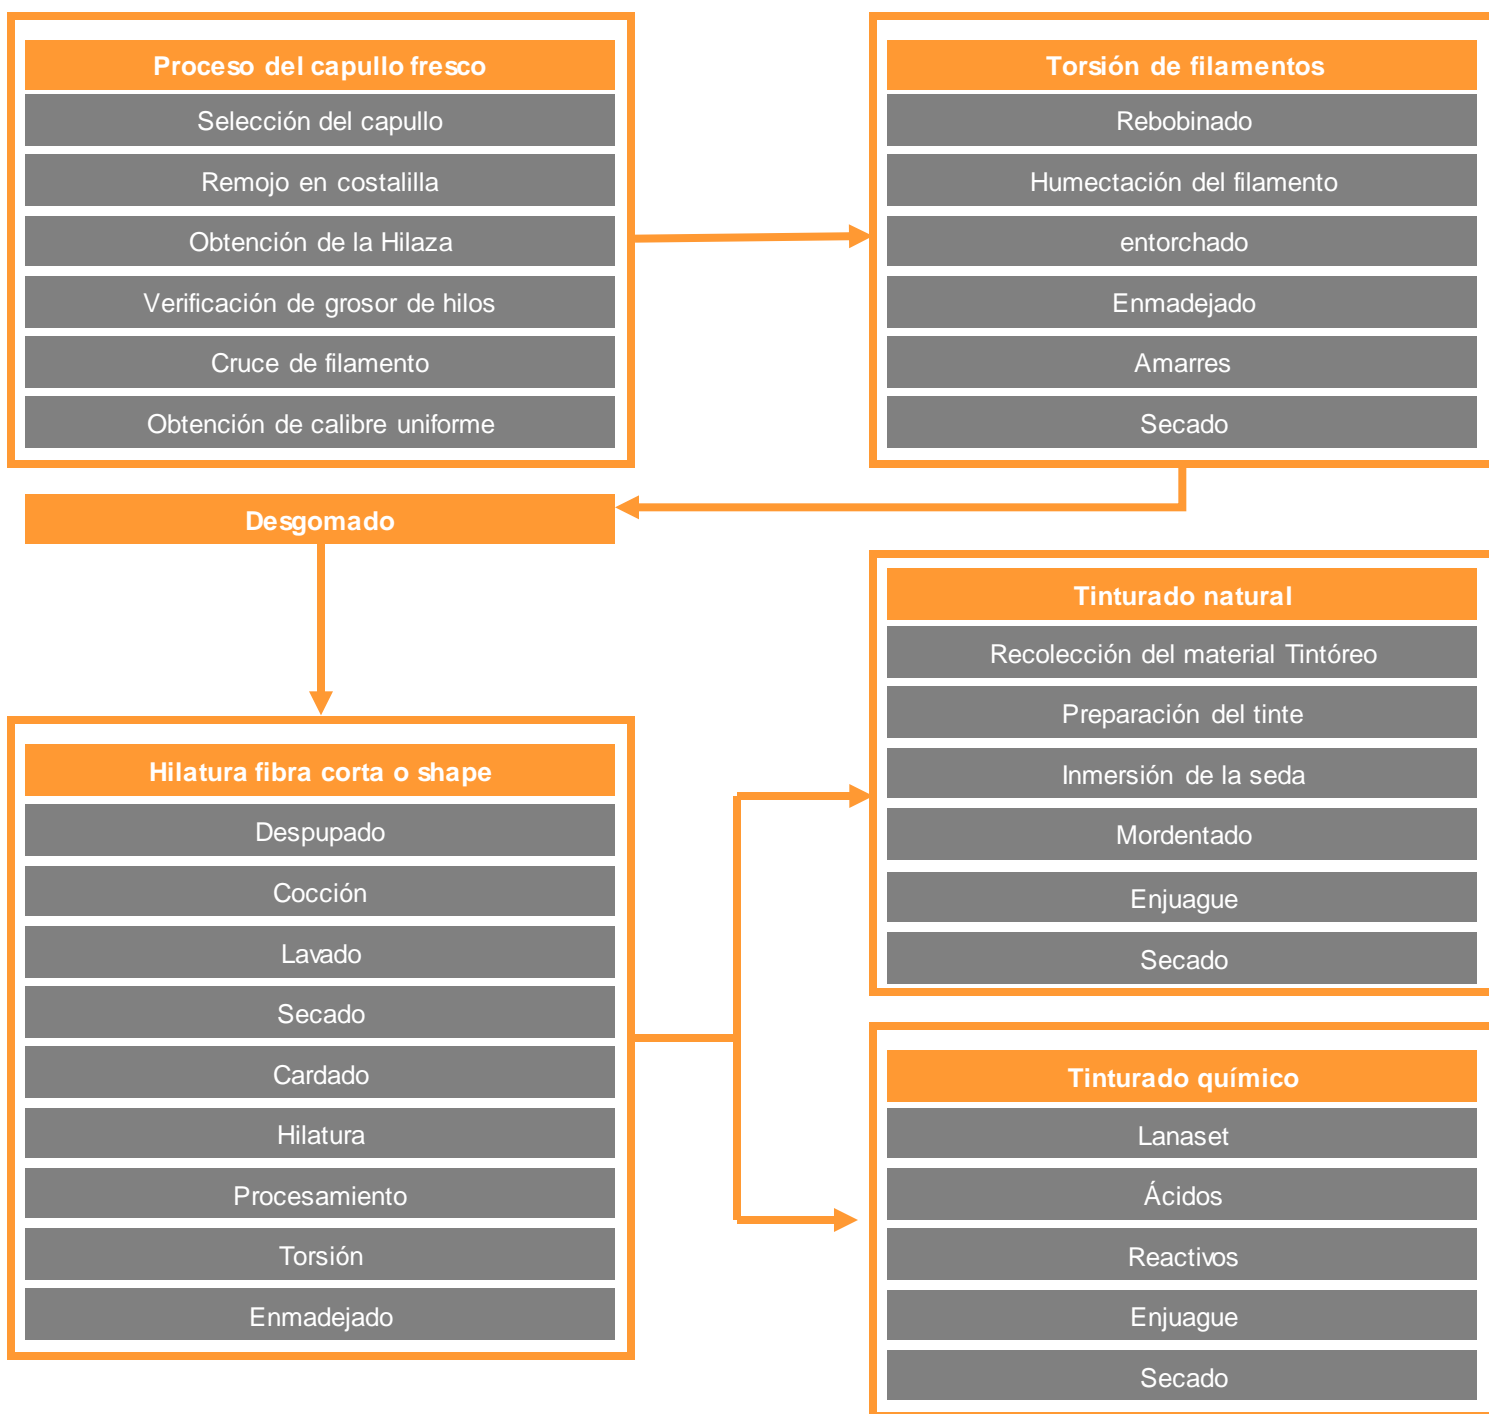 Proceso del capullo fresco
Selección del capullo
Remojo en costalilla
Obtención de la Hilaza
Verificación de grosor de hilos
Cruce de filamento
Obtención de calibre uniforme
Torsión de filamentos
Rebobinado
Humectación del filamento
entorchado
Enmadejado
Amarres
Secado
Desgomado
Hilatura fibra corta o shape
Despupado
Cocción
Lavado
Secado
Cardado
Hilatura
Procesamiento
Torsión
Enmadejado
Tinturado natural
Recolección del material Tintóreo
Preparación del tinte
Inmersión de la seda
Mordentado
Enjuague
Secado
Tinturado químico
Lanaset
Ácidos
Reactivos
Enjuague
Secado